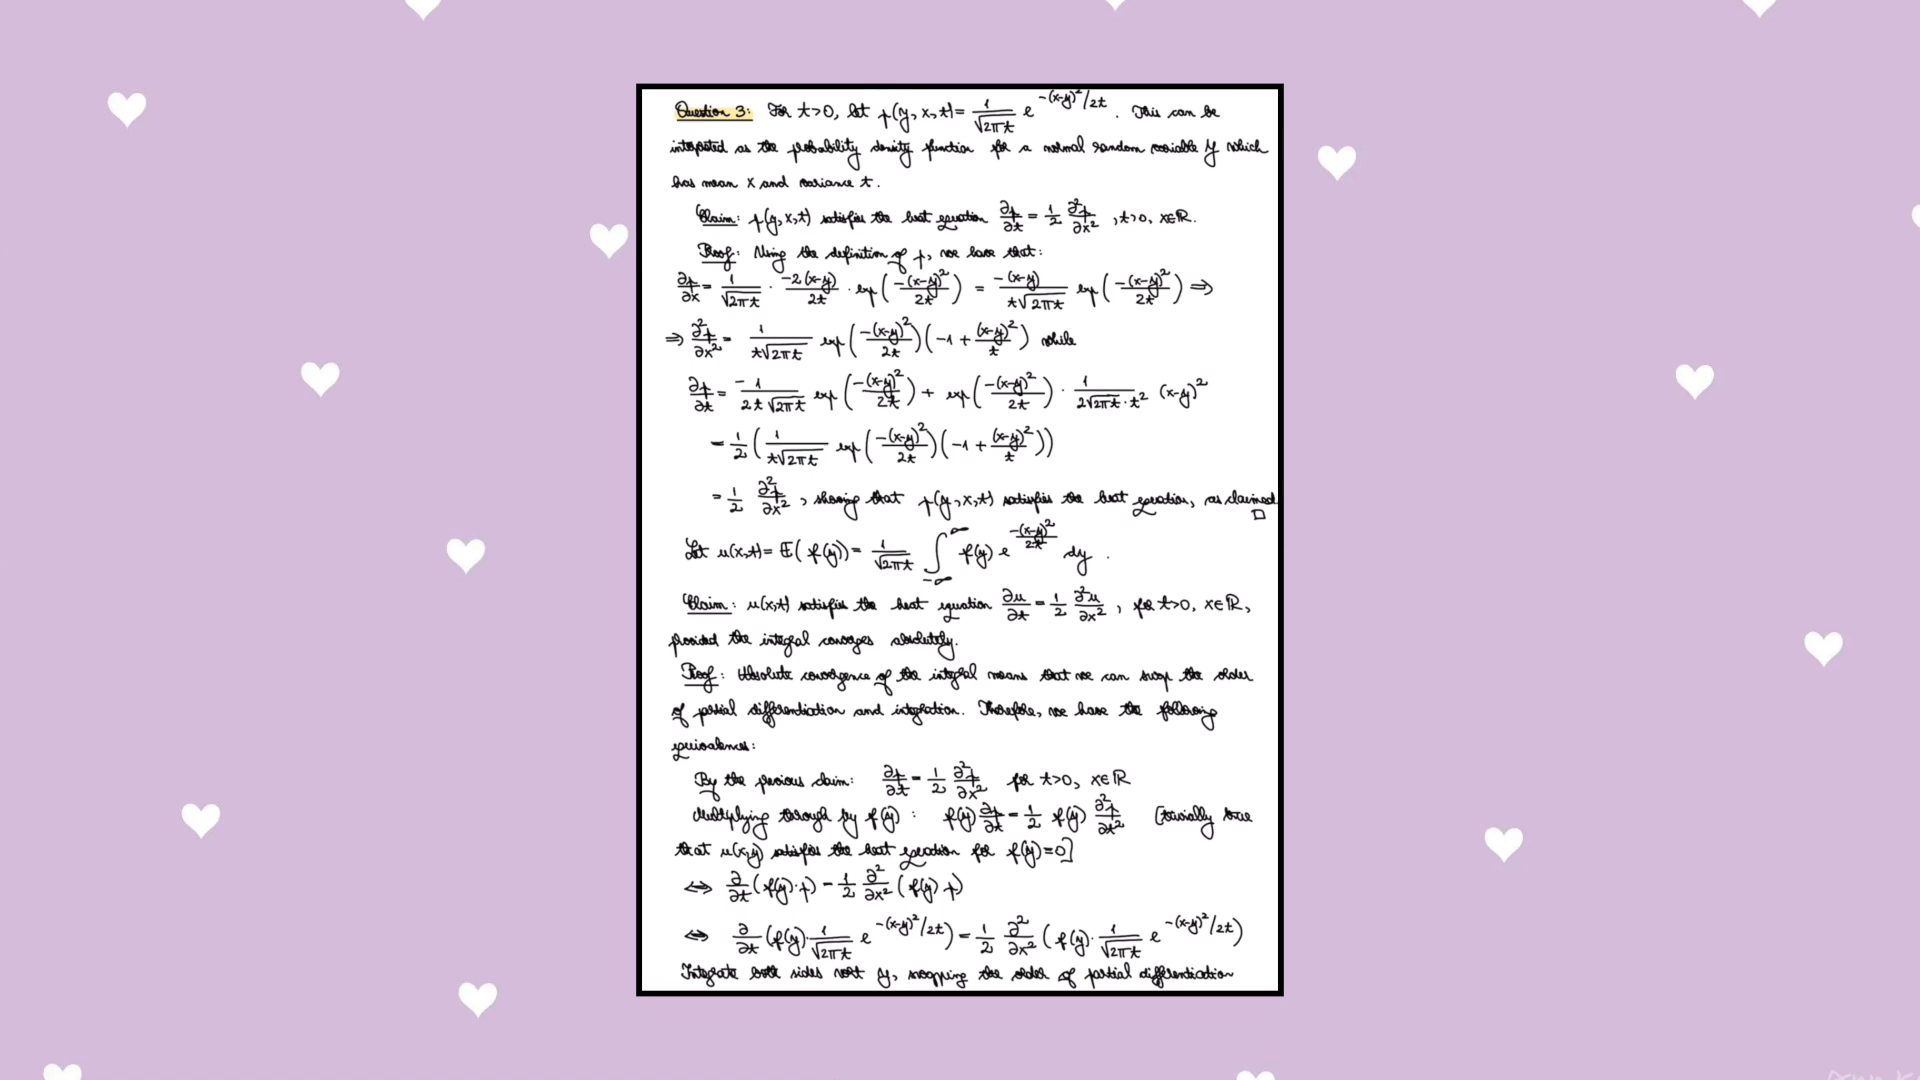 Question 3: For t>0, let p(y,x,t)= 1/√(2πt) e^(-(x-y)²/2t). This can be
interpreted as the probability density function for a normal random variable Y which
has mean x and variance t.
Claim: p(y,x,t) satisfies the heat equation ∂p/∂t = 1/2 ∂²p/∂x², t>0, x∈ℝ.
Proof: Using the definition of p, we have that:
∂p/∂x = 1/√(2πt) · -2(x-y)/2t · exp(-(x-y)²/2t) = -(x-y)/(t√(2πt)) exp(-(x-y)²/2t) ⇒
⇒ ∂²p/∂x² = 1/(t√(2πt)) exp(-(x-y)²/2t)(-1 + (x-y)²/t) while
∂p/∂t = -1/(2t√(2πt)) exp(-(x-y)²/2t) + exp(-(x-y)²/2t) · 1/(2√(2πt)·t²) (x-y)²
= 1/2 (1/(t√(2πt)) exp(-(x-y)²/2t)(-1 + (x-y)²/t))
= 1/2 ∂²p/∂x², showing that p(y,x,t) satisfies the heat equation, as claimed
□
Let u(x,t) = 𝔼(f(y)) = 1/√(2πt) ∫_{-∞}^{∞} f(y) e^(-(x-y)²/2t) dy.
Claim: u(x,t) satisfies the heat equation ∂u/∂t = 1/2 ∂²u/∂x², for t>0, x∈ℝ,
provided the integral converges absolutely.
Proof: Absolute convergence of the integral means that we can swap the order
of partial differentiation and integration. Therefore, we have the following
equivalences:
By the previous claim: ∂p/∂t = 1/2 ∂²p/∂x² for t>0, x∈ℝ
Multiplying through by f(y): f(y) ∂p/∂t = 1/2 f(y) ∂²p/∂x² [trivially true
that u(x,y) satisfies the heat equation for f(y)=0]
⇔ ∂/∂t (f(y)·p) = 1/2 ∂²/∂x² (f(y)·p)
⇔ ∂/∂t (f(y)·1/√(2πt) e^(-(x-y)²/2t)) = 1/2 ∂²/∂x² (f(y)·1/√(2πt) e^(-(x-y)²/2t))
Integrate both sides wrt y, swapping the order of partial differentiation